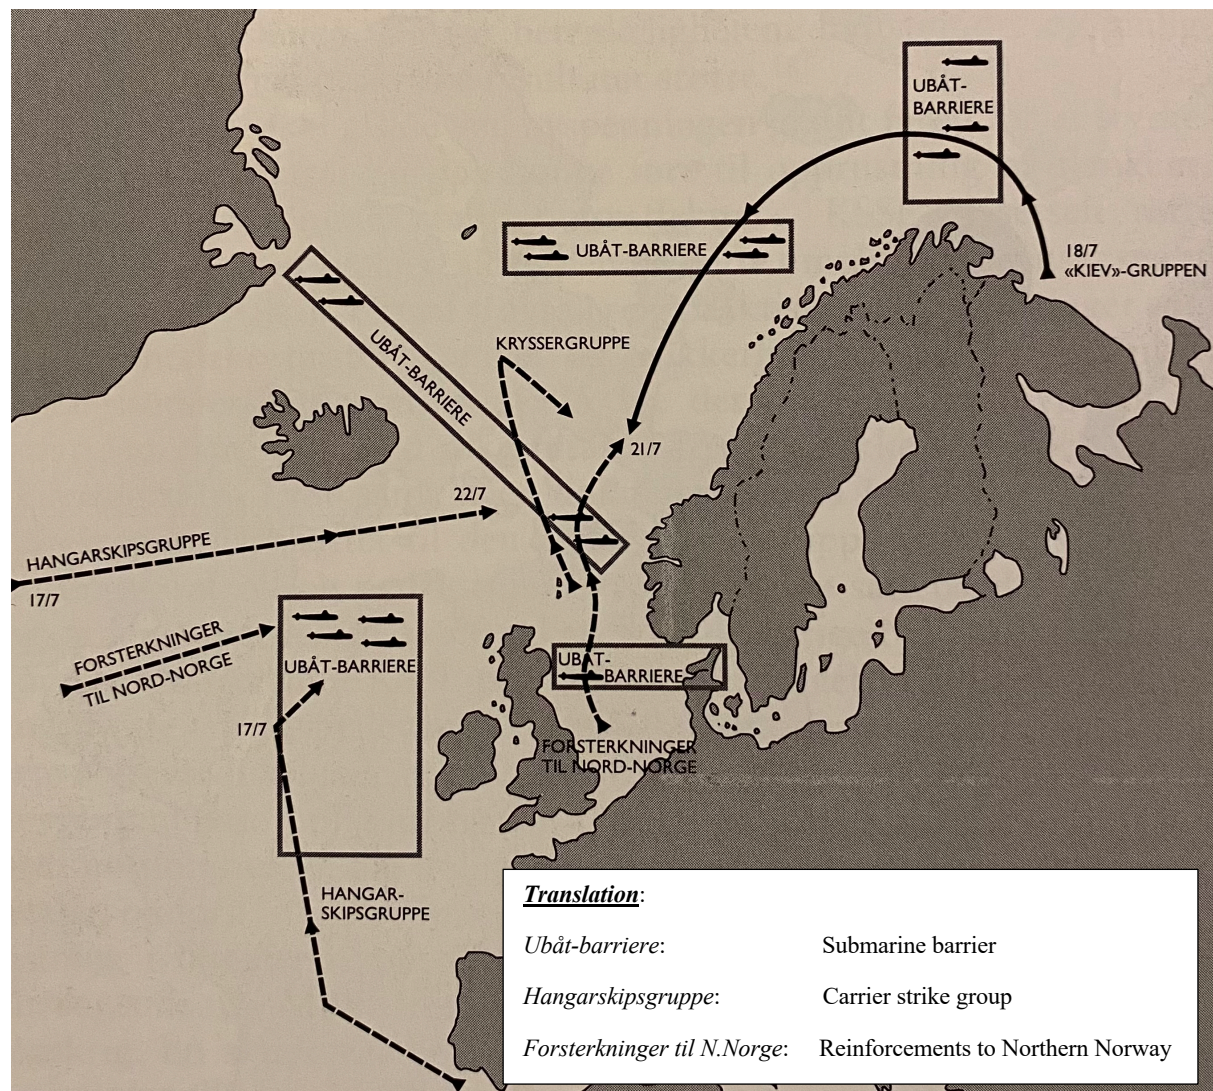 UBÅT-
BARRIERE
UBÅT-BARRIERE
18/7
«KIEV»-GRUPPEN
KRYSSERGRUPPE
UBÅT-BARRIERE
21/7
22/7
HANGARSKIPSGRUPPE
17/7
FORSTERKNINGER
TIL NORD-NORGE
UBÅT-BARRIERE
17/7
UBÅT-
BARRIERE
FORSTERKNINGER
TIL NORD-NORGE
HANGAR-
SKIPSGRUPPE
Translation:
Ubåt-barriere: Submarine barrier
Hangarskipsgruppe: Carrier strike group
Forsterkninger til N.Norge: Reinforcements to Northern Norway